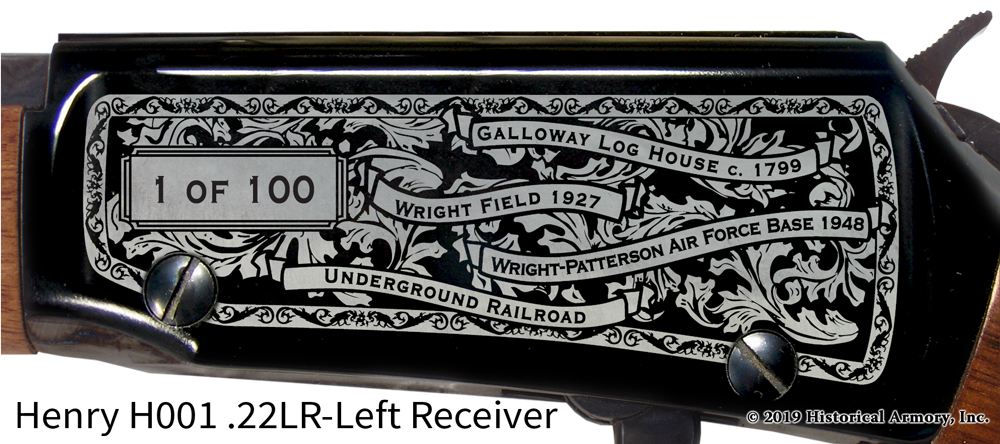 GALLOWAY LOG HOUSE C. 1799
1 OF 100
WRIGHT FIELD 1927
WRIGHT-PATTERSON AIR FORCE BASE 1948
UNDERGROUND RAILROAD
Henry H001 .22LR-Left Receiver
© 2019 Historical Armory, Inc.